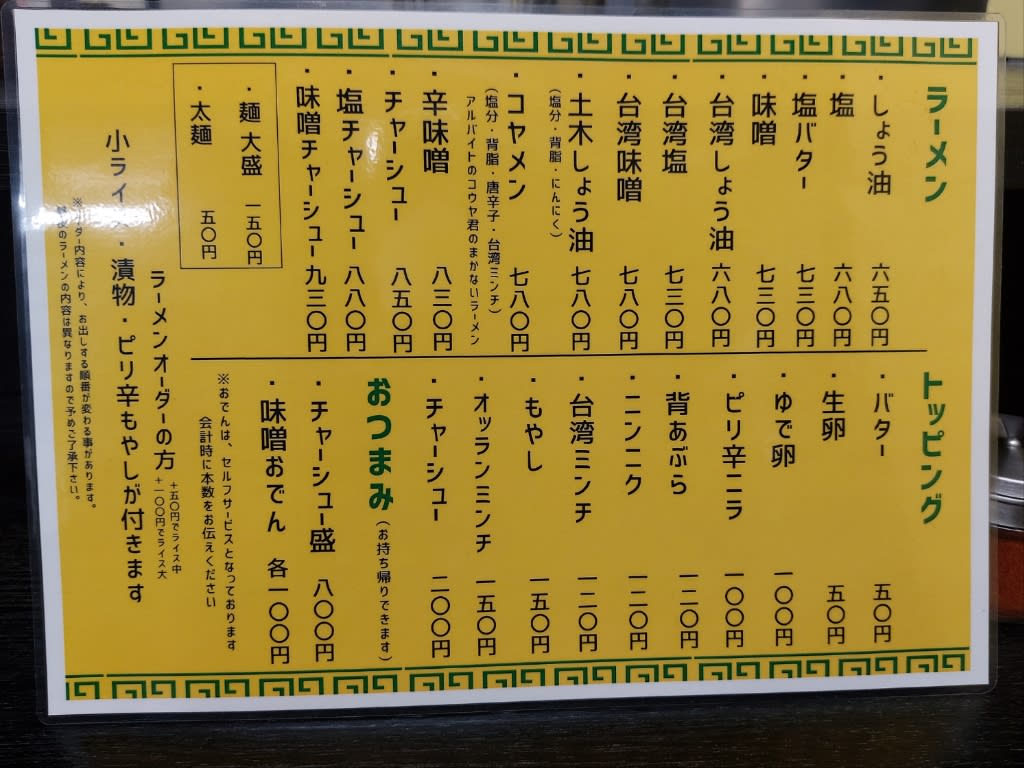 ラーメン
・しょう油 六五〇円
・塩 六八〇円
・塩バター 七三〇円
・味噌 七三〇円
・台湾しょう油 六八〇円
・台湾塩 七三〇円
・台湾味噌 七八〇円
・土木しょう油 七八〇円
（塩分・背脂・にんにく）
・コヤメン 七八〇円
（塩分・背脂・唐辛子・台湾ミンチ）
アルバイトのコウヤ君のまかないラーメン
・辛味噌 八三〇円
・チャーシュー 八五〇円
・塩チャーシュー 八八〇円
・味噌チャーシュー 九三〇円
・麺 大盛 一五〇円
・太麺 五〇円
トッピング
・バター 五〇円
・生卵 五〇円
・ゆで卵 一〇〇円
・ピリ辛ニラ 一〇〇円
・背あぶら 一二〇円
・ニンニク 一二〇円
・台湾ミンチ 一二〇円
・もやし 一五〇円
・オッランミンチ 一五〇円
・チャーシュー 二〇〇円
おつまみ（お持ち帰りできます）
・チャーシュー盛 八〇〇円
・味噌おでん 各一〇〇円
※おでんは、セルフサービスとなっております
会計時に本数をお伝えください
ラーメンオーダーの方
+五〇円でライス中
+一〇〇円でライス大
小ライス・漬物・ピリ辛もやしが付きます
※オーダー内容により、お出しする順番が変わる事があります。
のラーメンの内容は異なりますので予めご了承下さい。